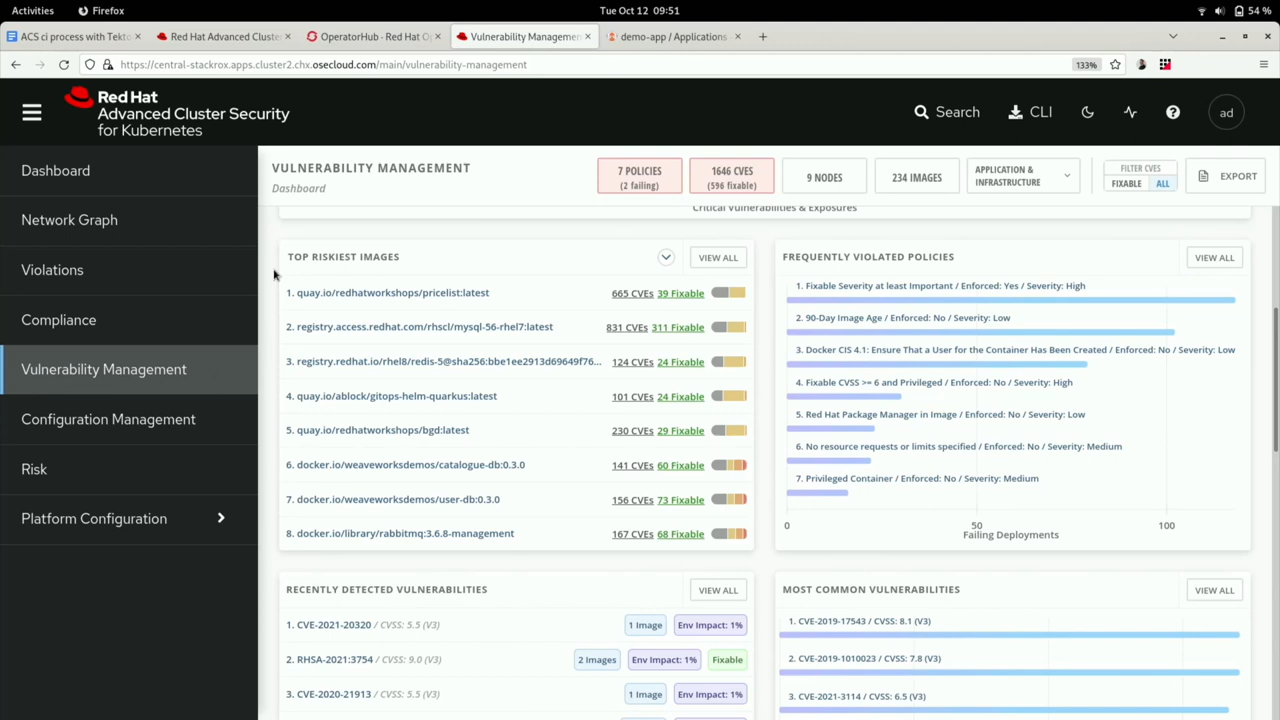 Activities
Firefox
Tue Oct 12 09:51
54 %
ACS ci process with Tekto
Red Hat Advanced Cluste
OperatorHub · Red Hat Op
Vulnerability Managemen
demo-app / Applications -
https://central-stackrox.apps.cluster2.chx.osecloud.com/main/vulnerability-management
133%
Red Hat
Advanced Cluster Security
for Kubernetes
Search
CLI
ad
Dashboard
Network Graph
Violations
Compliance
Vulnerability Management
Configuration Management
Risk
Platform Configuration
VULNERABILITY MANAGEMENT
Dashboard
7 POLICIES
(2 failing)
1646 CVES
(596 fixable)
9 NODES
234 IMAGES
APPLICATION &
INFRASTRUCTURE
FILTER CVES
FIXABLE
ALL
EXPORT
Critical Vulnerabilities & Exposures
TOP RISKIEST IMAGES
VIEW ALL
1. quay.io/redhatworkshops/pricelist:latest
665 CVEs 39 Fixable
2. registry.access.redhat.com/rhscl/mysql-56-rhel7:latest
831 CVEs 311 Fixable
3. registry.redhat.io/rhel8/redis-5@sha256:bbe1ee2913d69649f76...
124 CVEs 24 Fixable
4. quay.io/ablock/gitops-helm-quarkus:latest
101 CVEs 24 Fixable
5. quay.io/redhatworkshops/bgd:latest
230 CVEs 29 Fixable
6. docker.io/weaveworksdemos/catalogue-db:0.3.0
141 CVEs 60 Fixable
7. docker.io/weaveworksdemos/user-db:0.3.0
156 CVEs 73 Fixable
8. docker.io/library/rabbitmq:3.6.8-management
167 CVEs 68 Fixable
FREQUENTLY VIOLATED POLICIES
VIEW ALL
1. Fixable Severity at least Important / Enforced: Yes / Severity: High
2. 90-Day Image Age / Enforced: No / Severity: Low
3. Docker CIS 4.1: Ensure That a User for the Container Has Been Created / Enforced: No / Severity: Low
4. Fixable CVSS >= 6 and Privileged / Enforced: No / Severity: High
5. Red Hat Package Manager in Image / Enforced: No / Severity: Low
6. No resource requests or limits specified / Enforced: No / Severity: Medium
7. Privileged Container / Enforced: No / Severity: Medium
0
50
100
Failing Deployments
RECENTLY DETECTED VULNERABILITIES
VIEW ALL
1. CVE-2021-20320 / CVSS: 5.5 (V3)
1 Image
Env Impact: 1%
2. RHSA-2021:3754 / CVSS: 9.0 (V3)
2 Images
Env Impact: 1%
Fixable
3. CVE-2020-21913 / CVSS: 5.5 (V3)
1 Image
Env Impact: 1%
MOST COMMON VULNERABILITIES
VIEW ALL
1. CVE-2019-17543 / CVSS: 8.1 (V3)
2. CVE-2019-1010023 / CVSS: 7.8 (V3)
3. CVE-2021-3114 / CVSS: 6.5 (V3)